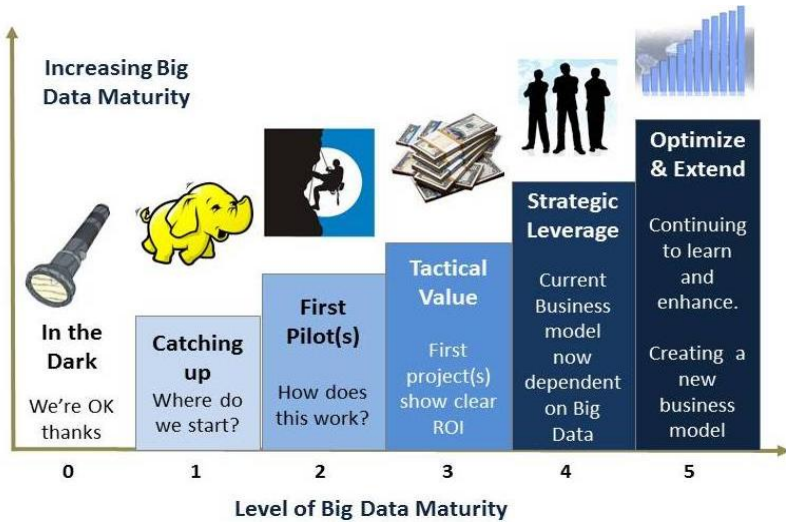 Increasing Big
Data Maturity
In the
Dark
We're OK
thanks
0
Catching
up
Where do
we start?
1
First
Pilot(s)
How does
this work?
2
Tactical
Value
First
project(s)
show clear
ROI
3
Strategic
Leverage
Current
Business
model
now
dependent
on Big
Data
4
Optimize
& Extend
Continuing
to learn
and
enhance.
Creating a
new
business
model
5
Level of Big Data Maturity